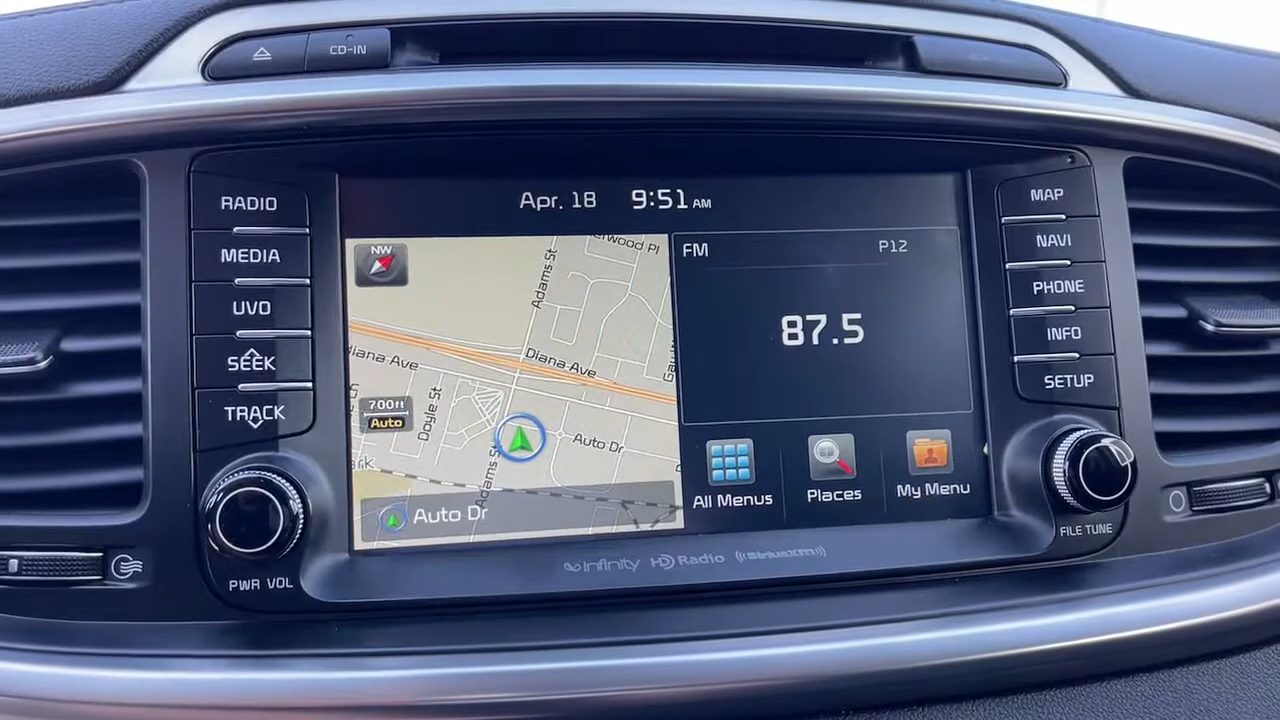 CD-IN
RADIO
MEDIA
UVO
SEEK
TRACK
PWR VOL
Apr. 18 9:51 AM
NW
Adams St
Diana Ave
Doyle St
700ft
Auto
Auto Dr
Adams St
Auto Dr
FM P12
87.5
All Menus
Places
My Menu
infinity HD Radio ((SiriusXM))
MAP
NAVI
PHONE
INFO
SETUP
FILE TUNE